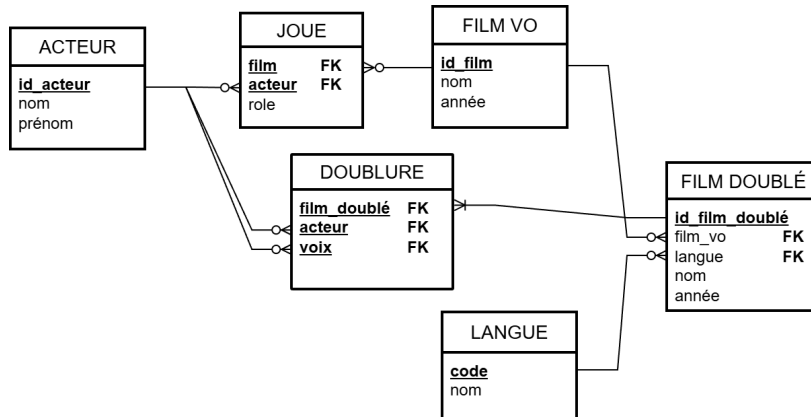 ACTEUR
id_acteur
nom
prénom
JOUE
film FK
acteur FK
role
FILM VO
id_film
nom
année
DOUBLURE
film_doublé FK
acteur FK
voix FK
FILM DOUBLÉ
id_film_doublé
film_vo FK
langue FK
nom
année
LANGUE
code
nom